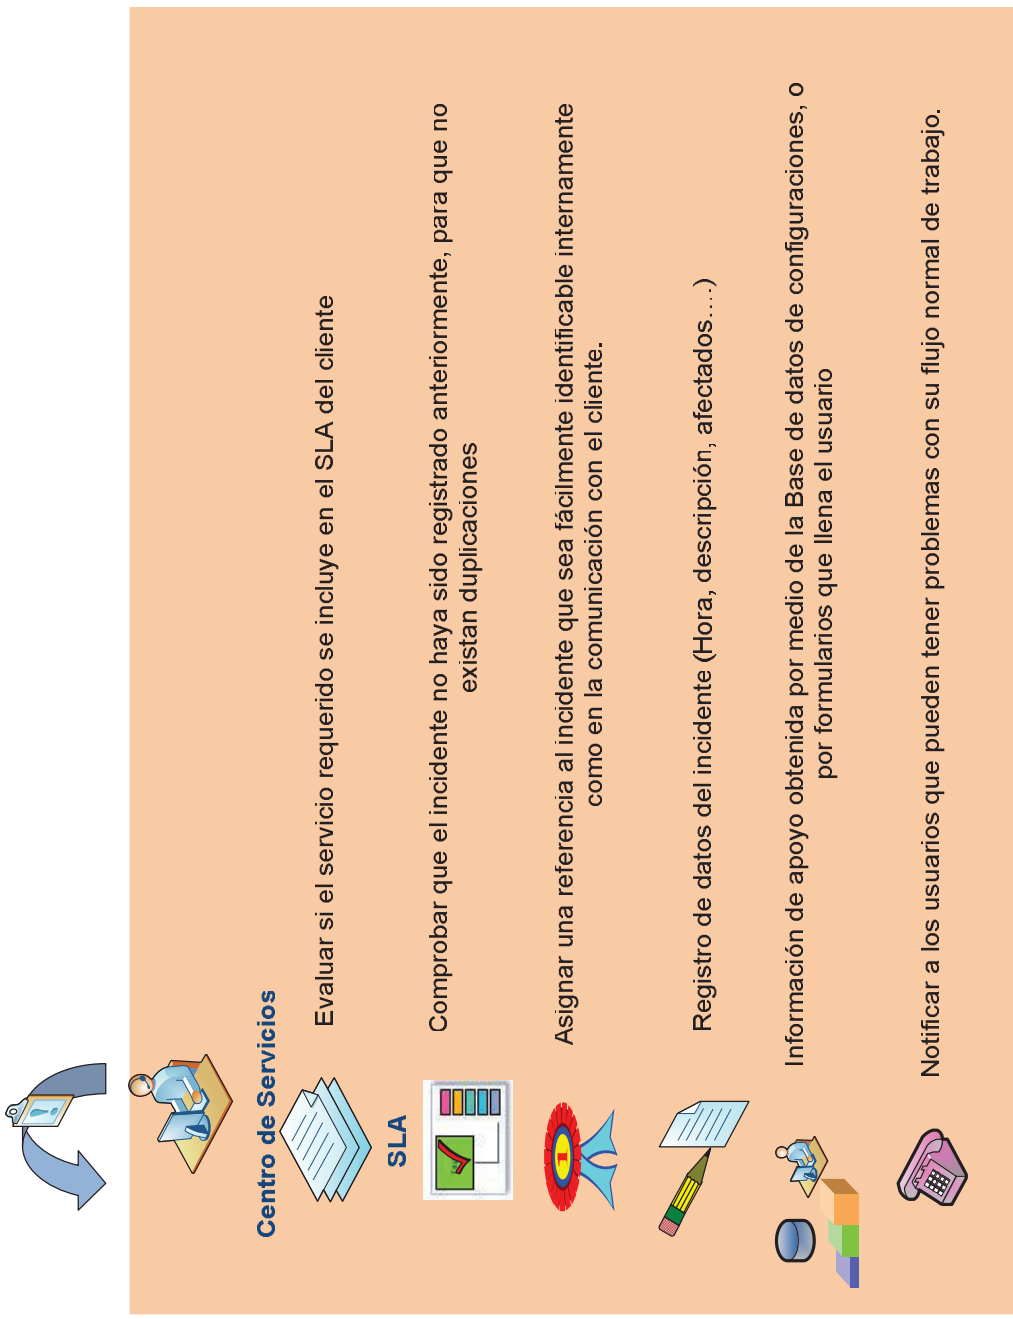 Centro de Servicios
Evaluar si el servicio requerido se incluye en el SLA del cliente
SLA
Comprobar que el incidente no haya sido registrado anteriormente, para que no
existan duplicaciones
1
Asignar una referencia al incidente que sea fácilmente identificable internamente
como en la comunicación con el cliente.
Registro de datos del incidente (Hora, descripción, afectados….)
Información de apoyo obtenida por medio de la Base de datos de configuraciones, o
por formularios que llena el usuario
Notificar a los usuarios que pueden tener problemas con su flujo normal de trabajo.